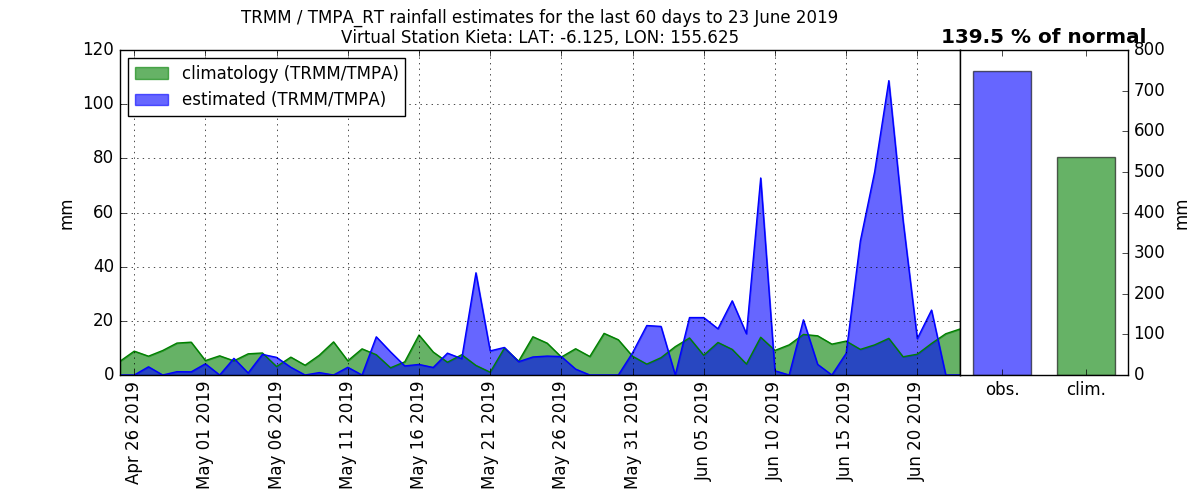 TRMM / TMPA_RT rainfall estimates for the last 60 days to 23 June 2019
Virtual Station Kieta: LAT: -6.125, LON: 155.625
139.5 % of normal
climatology (TRMM/TMPA)
estimated (TRMM/TMPA)
mm
120
100
80
60
40
20
0
Apr 26 2019
May 01 2019
May 06 2019
May 11 2019
May 16 2019
May 21 2019
May 26 2019
May 31 2019
Jun 05 2019
Jun 10 2019
Jun 15 2019
Jun 20 2019
obs.
clim.
800
700
600
500
400
300
200
100
0
mm